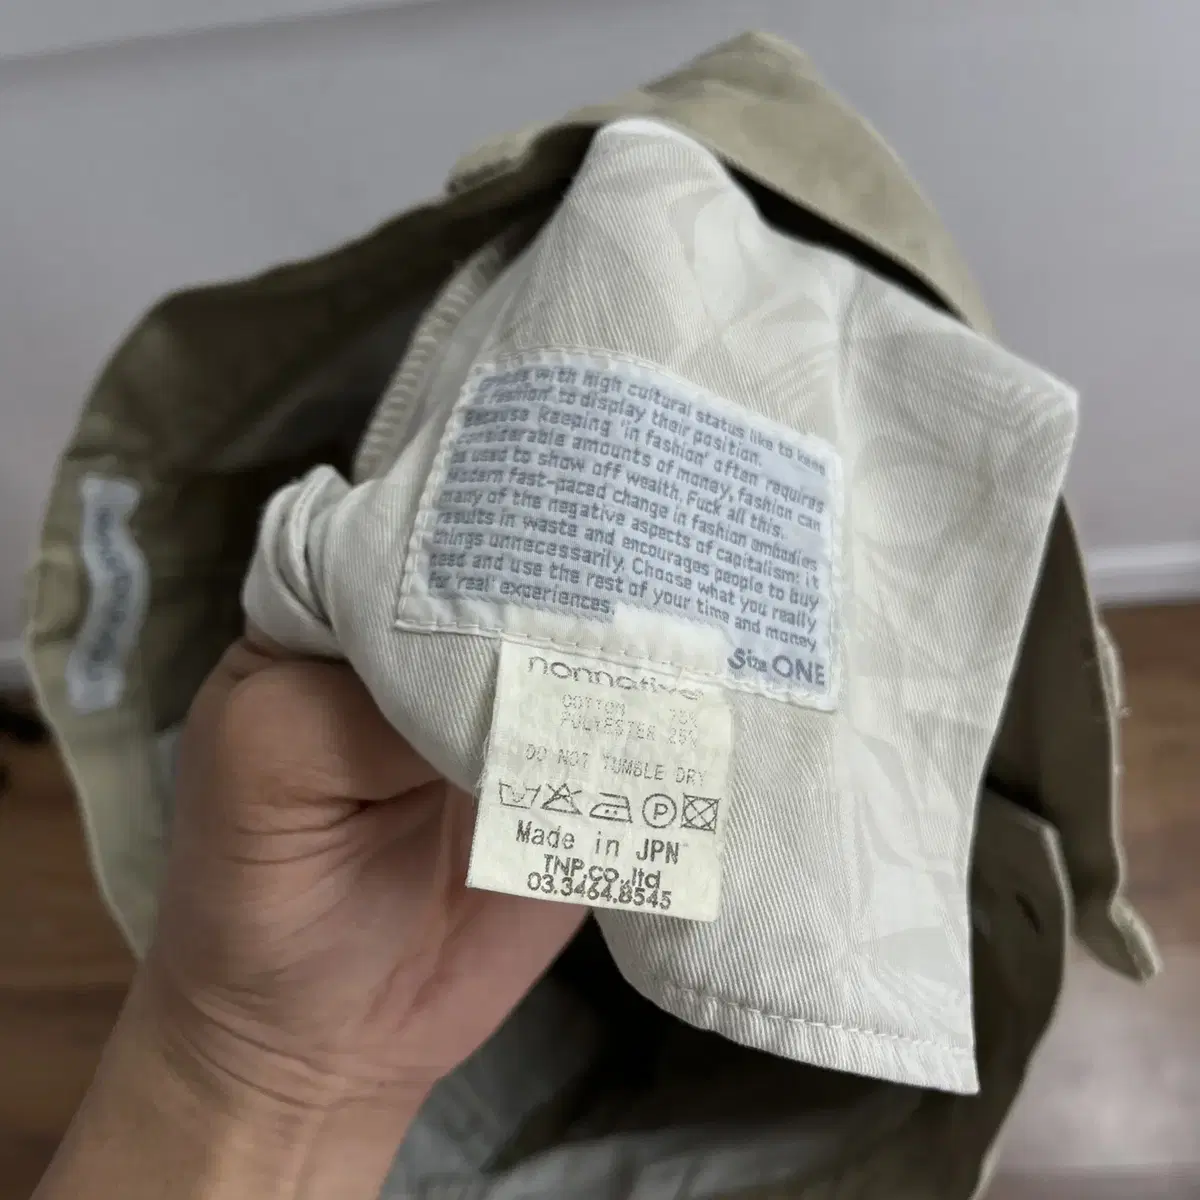 with high cultural status like to keep
fashion' to display their position.
Because keeping 'in fashion' often requires
considerable amounts of money, fashion can
be used to show off wealth. Fuck all this.
Modern fast-paced change in fashion embodies
many of the negative aspects of capitalism: it
results in waste and encourages people to buy
things unnecessarily. Choose what you really
need and use the rest of your time and money
for 'real' experiences.
Size ONE
nonnative
COTTON 75%
POLYESTER 25%
DO NOT TUMBLE DRY
P
Made in JPN
TNP.co.,ltd
03.3464.8545